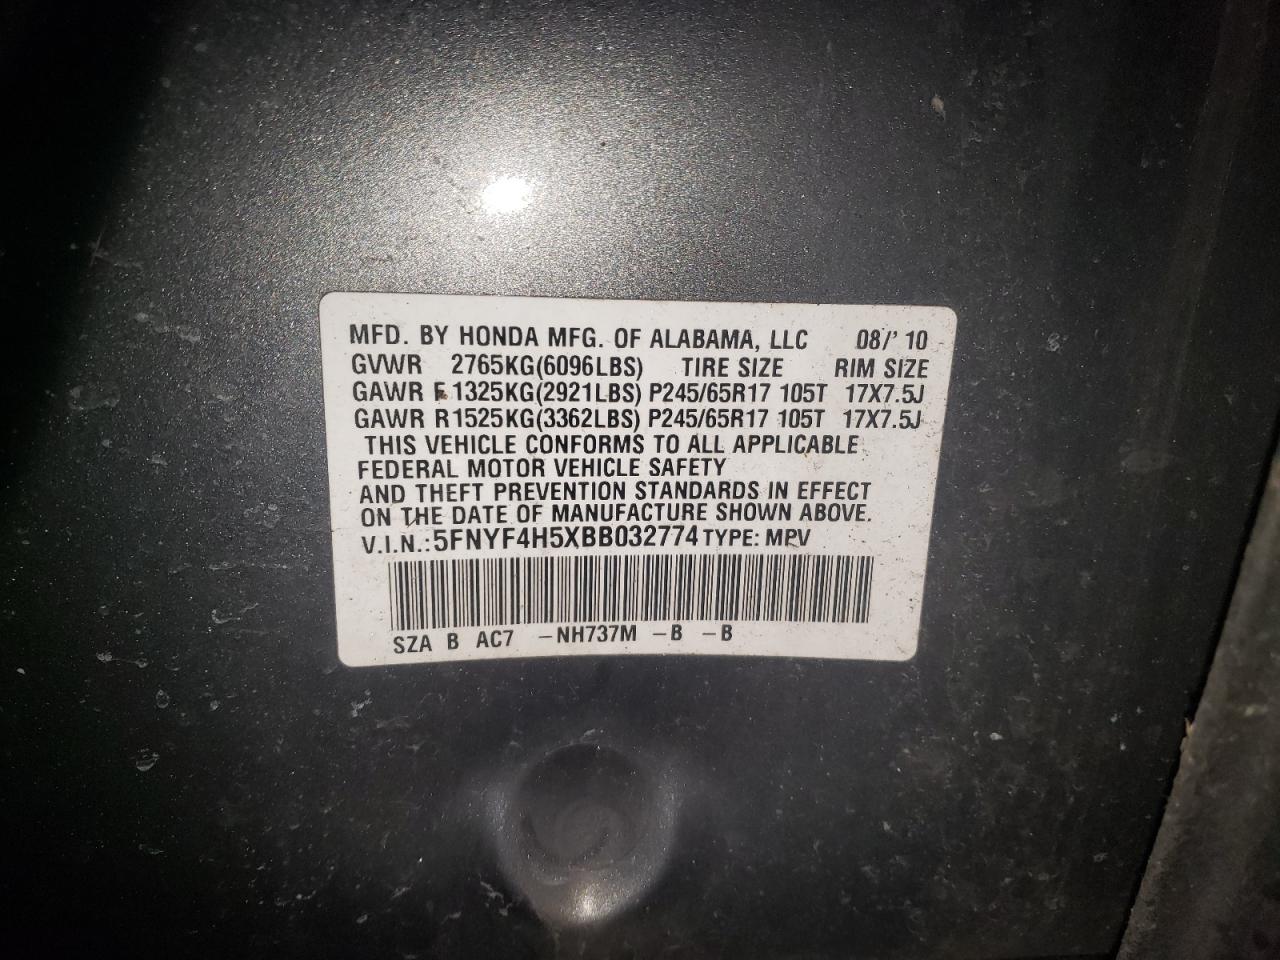 MFD. BY HONDA MFG. OF ALABAMA, LLC 08/'10
GVWR 2765KG(6096LBS) TIRE SIZE RIM SIZE
GAWR F 1325KG(2921LBS) P245/65R17 105T 17X7.5J
GAWR R 1525KG(3362LBS) P245/65R17 105T 17X7.5J
THIS VEHICLE CONFORMS TO ALL APPLICABLE
FEDERAL MOTOR VEHICLE SAFETY
AND THEFT PREVENTION STANDARDS IN EFFECT
ON THE DATE OF MANUFACTURE SHOWN ABOVE.
V.I.N.:5FNYF4H5XBB032774 TYPE: MPV
SZA B AC7 -NH737M -B -B